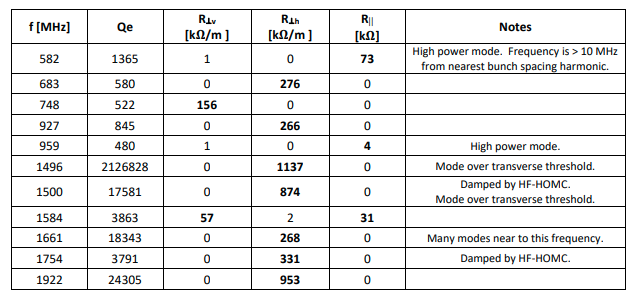 f [MHz] Qe R⊥v [kΩ/m ] R⊥h [kΩ/m ] R|| [kΩ] Notes
582 1365 1 0 73 High power mode. Frequency is > 10 MHz from nearest bunch spacing harmonic.
683 580 0 276 0
748 522 156 0 0
927 845 0 266 0
959 480 1 0 4 High power mode.
1496 2126828 0 1137 0 Mode over transverse threshold.
1500 17581 0 874 0 Damped by HF-HOMC. Mode over transverse threshold.
1584 3863 57 2 31
1661 18343 0 268 0 Many modes near to this frequency.
1754 3791 0 331 0 Damped by HF-HOMC.
1922 24305 0 953 0